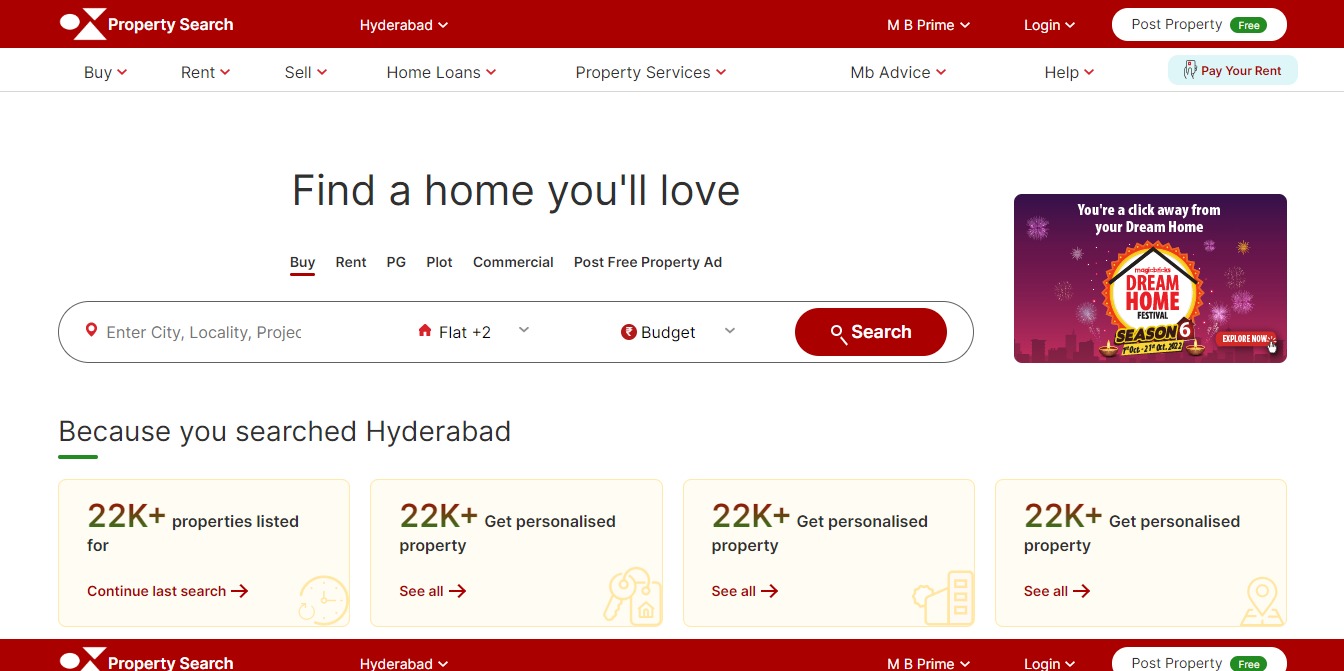 Property Search Hyderabad M B Prime Login Post Property Free
Buy Rent Sell Home Loans Property Services Mb Advice Help Pay Your Rent
Find a home you'll love
Buy Rent PG Plot Commercial Post Free Property Ad
Enter City, Locality, Projec Flat +2 Budget Search
You're a click away from
your Dream Home
magicbricks
DREAM
HOME
FESTIVAL
SEASON 6
1st Oct - 21st Oct, 2022
EXPLORE NOW
Because you searched Hyderabad
22K+ properties listed
for
Continue last search
22K+ Get personalised
property
See all
22K+ Get personalised
property
See all
22K+ Get personalised
property
See all
Property Search Hyderabad M B Prime Login Post Property Free